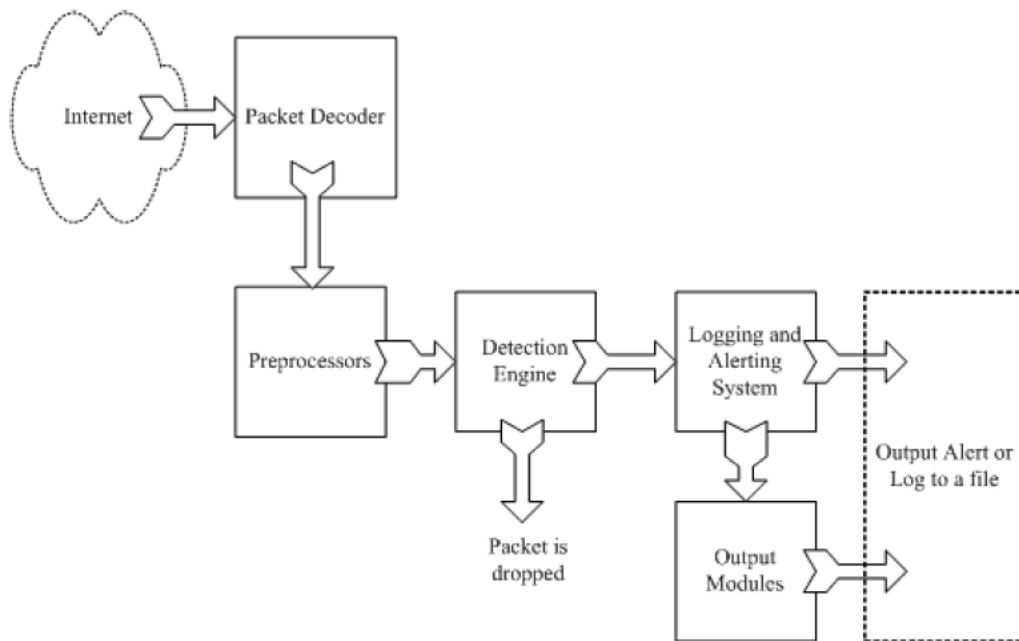 Internet
Packet Decoder
Preprocessors
Detection
Engine
Logging and
Alerting
System
Packet is
dropped
Output Alert or
Log to a file
Output
Modules